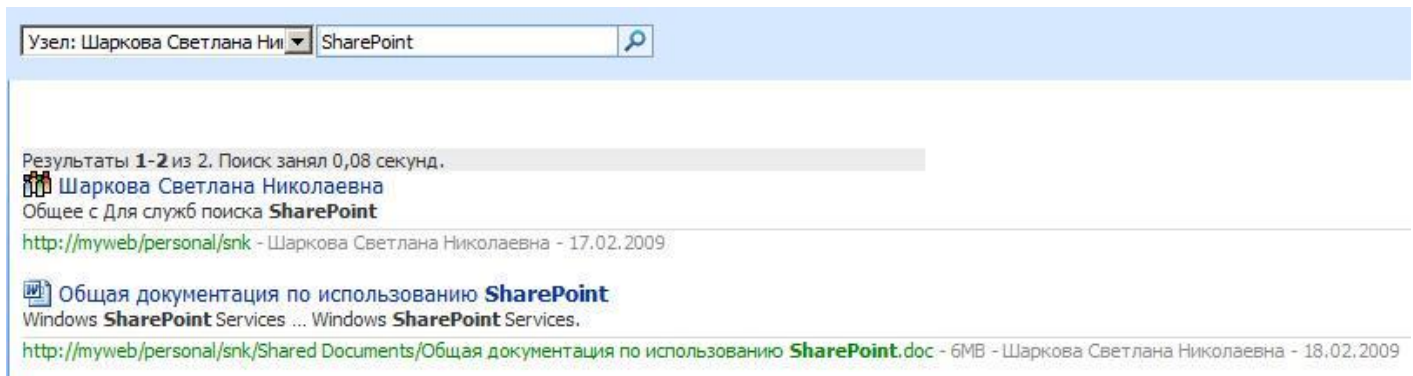 Узел: Шаркова Светлана Ни SharePoint
Результаты 1-2 из 2. Поиск занял 0,08 секунд.
Шаркова Светлана Николаевна
Общее с Для служб поиска SharePoint
http://myweb/personal/snk - Шаркова Светлана Николаевна - 17.02.2009
Общая документация по использованию SharePoint
Windows SharePoint Services ... Windows SharePoint Services.
http://myweb/personal/snk/Shared Documents/Общая документация по использованию SharePoint.doc - 6MB - Шаркова Светлана Николаевна - 18.02.2009